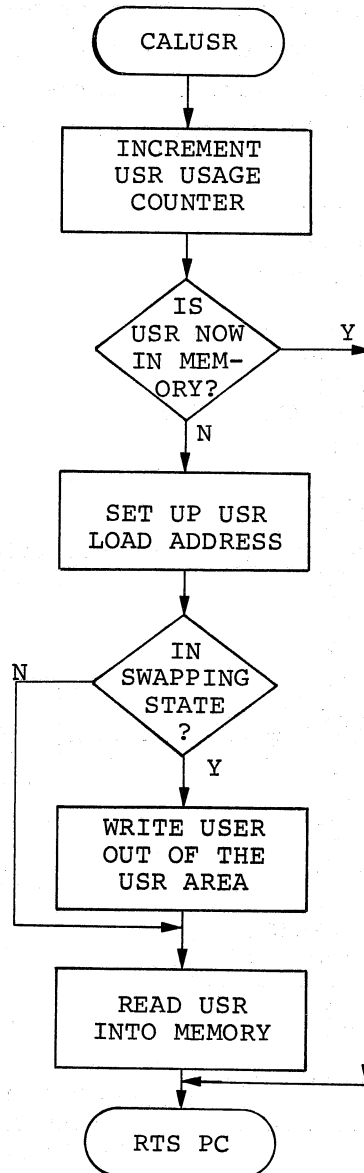 CALUSR
INCREMENT
USR USAGE
COUNTER
IS
USR NOW
IN MEM-
ORY?
Y
N
SET UP USR
LOAD ADDRESS
IN
SWAPPING
STATE
?
N
Y
WRITE USER
OUT OF THE
USR AREA
READ USR
INTO MEMORY
RTS PC